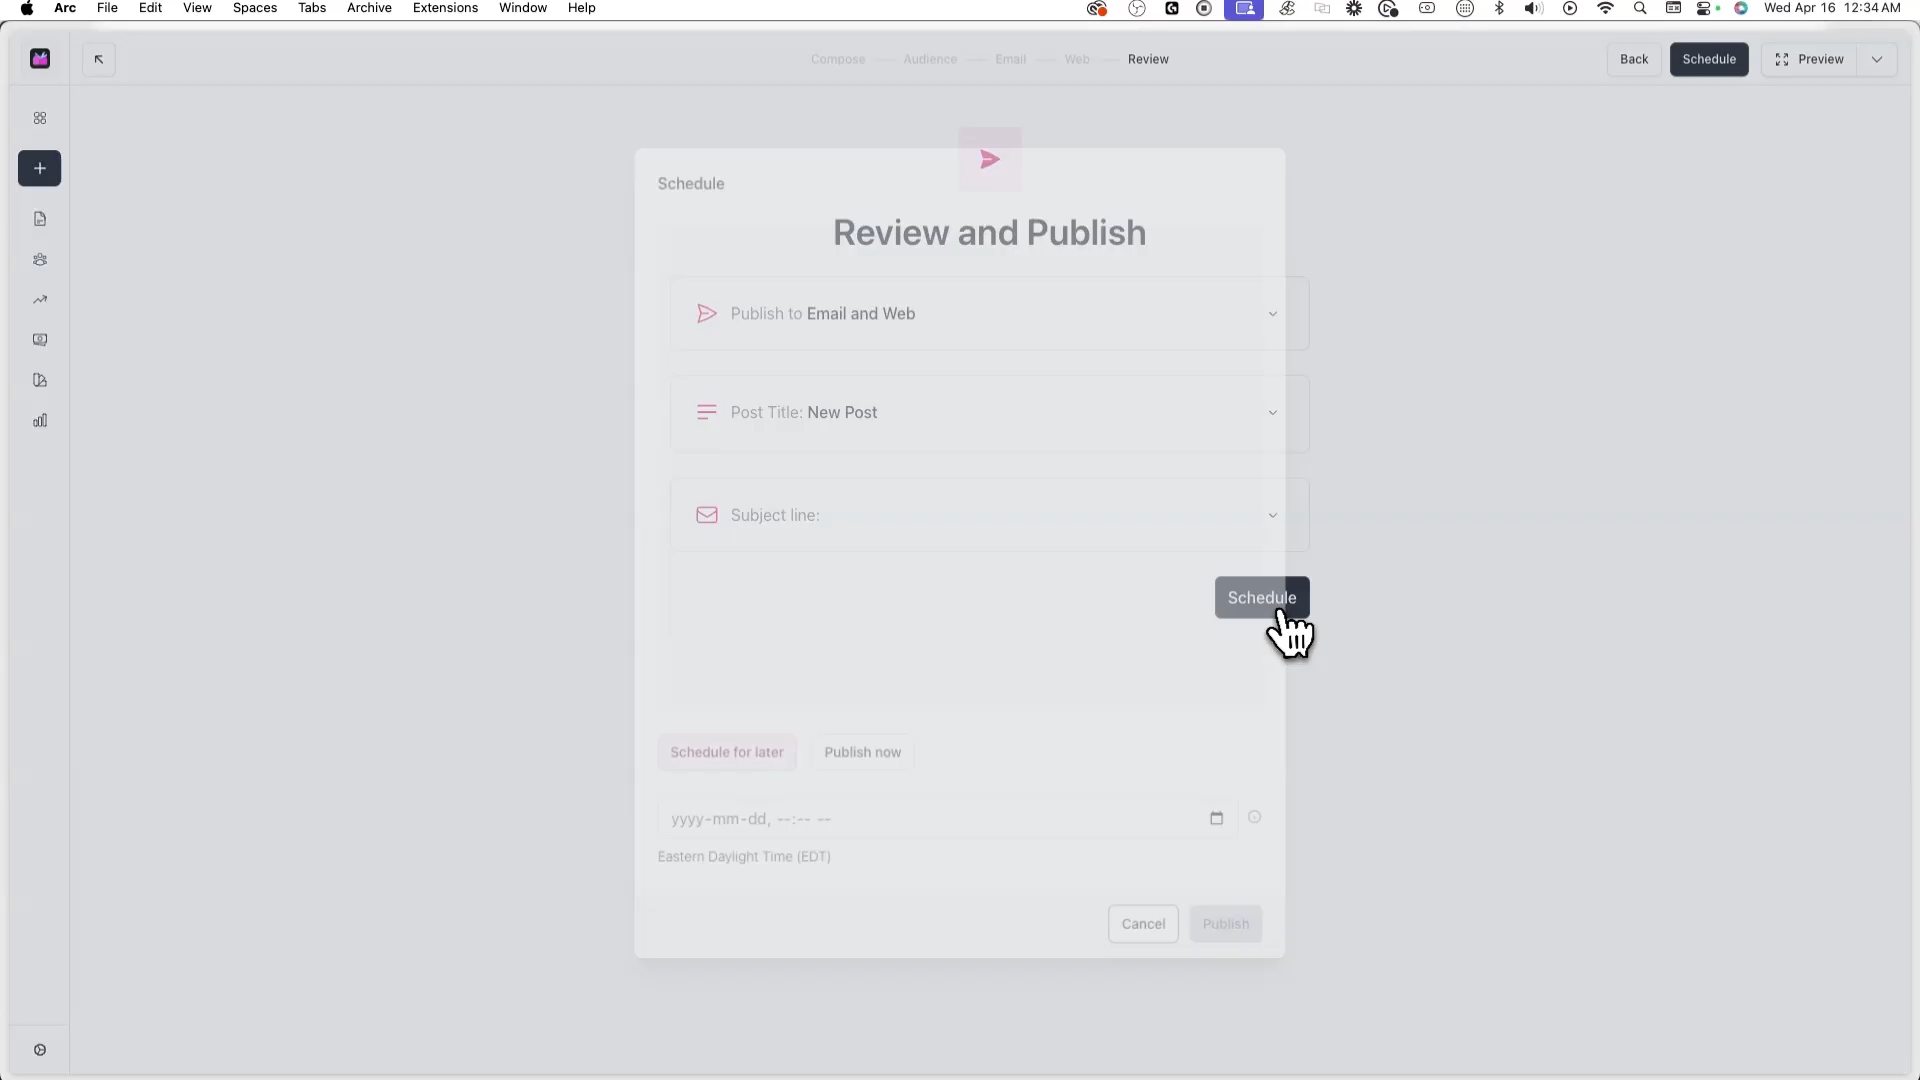 Arc File Edit View Spaces Tabs Archive Extensions Window Help Wed Apr 16 12:34 AM
Compose Audience Email Web Review Back Schedule Preview
Schedule
Review and Publish
Publish to Email and Web
Post Title: New Post
Subject line:
Schedule
Schedule for later Publish now
yyyy-mm-dd, --:-- --
Eastern Daylight Time (EDT)
Cancel Publish